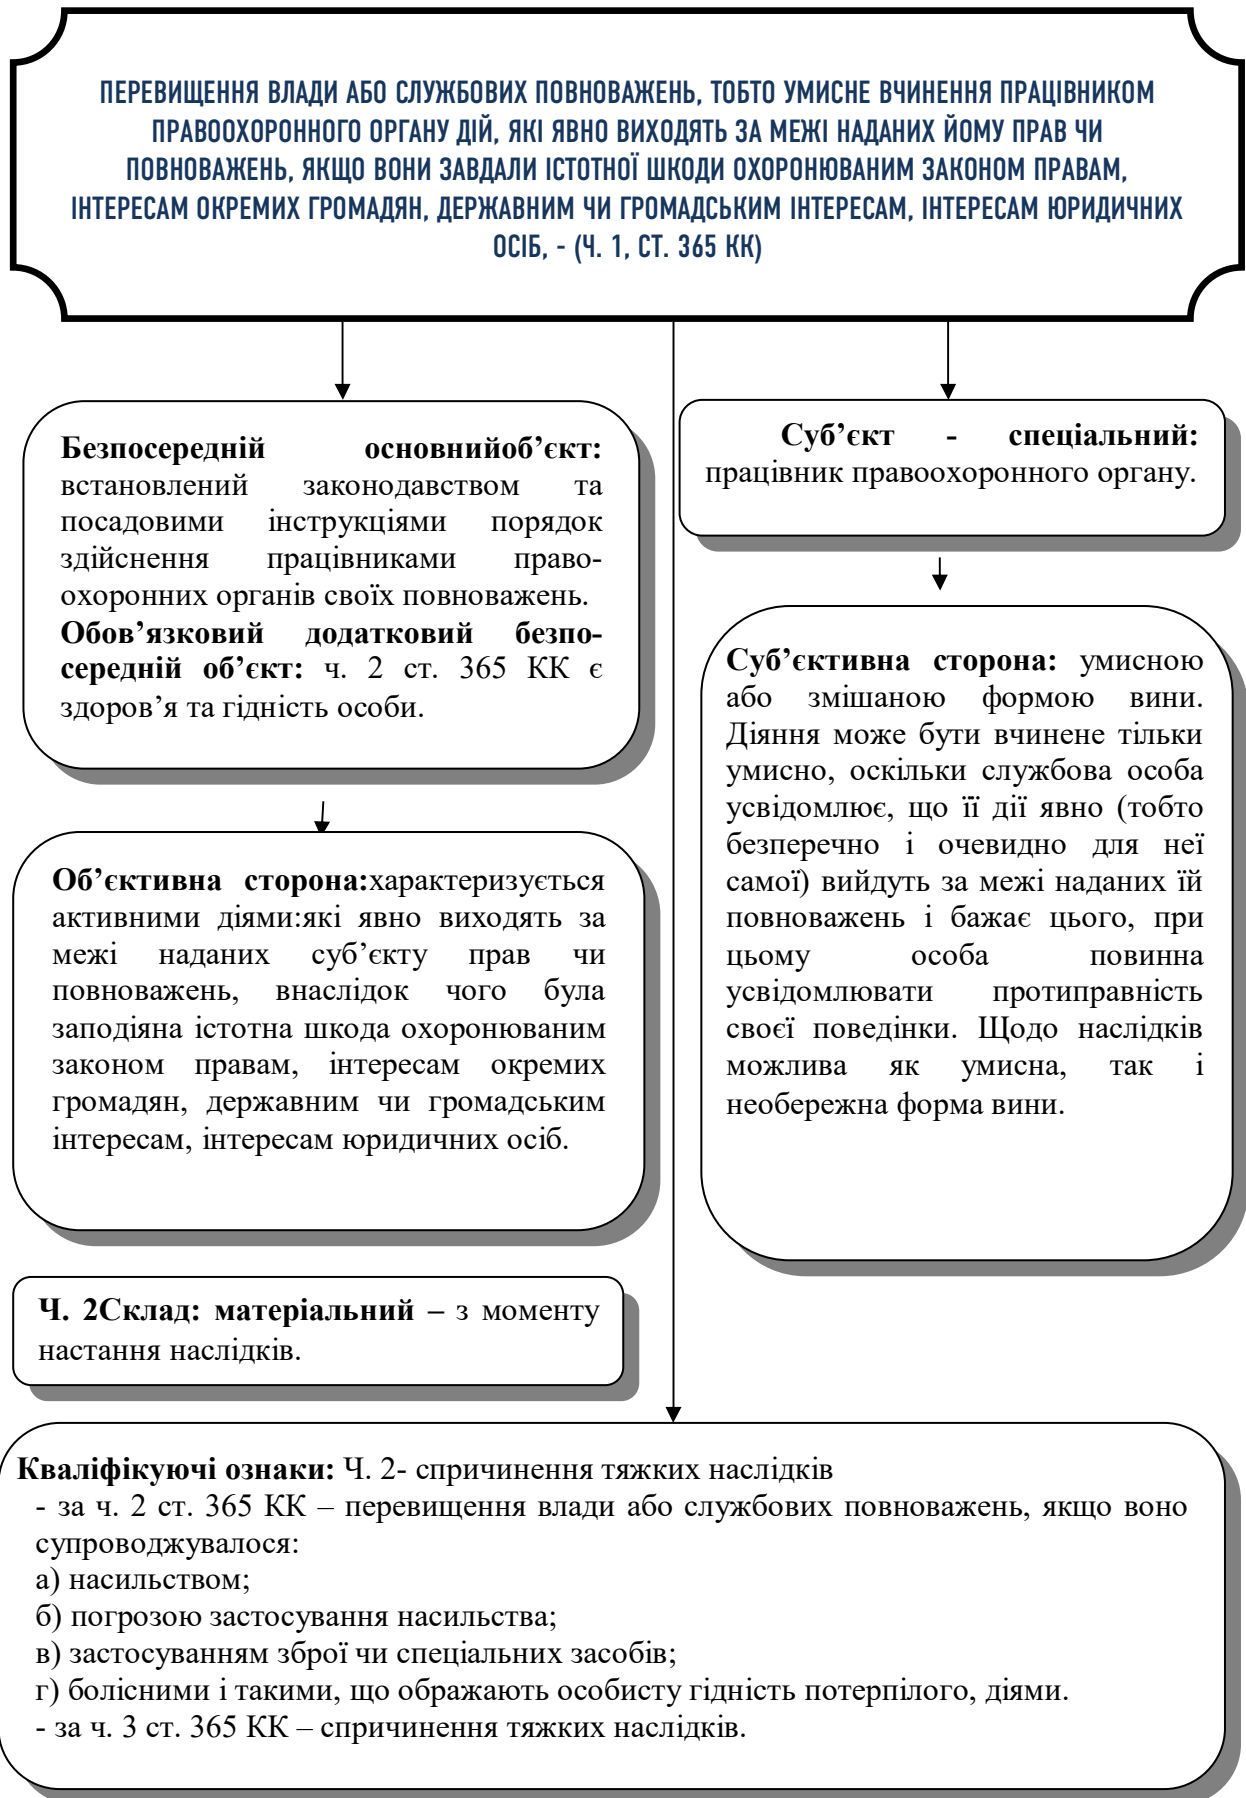 ПЕРЕВИЩЕННЯ ВЛАДИ АБО СЛУЖБОВИХ ПОВНОВАЖЕНЬ, ТОБТО УМИСНЕ ВЧИНЕННЯ ПРАЦІВНИКОМ
ПРАВООХОРОННОГО ОРГАНУ ДІЙ, ЯКІ ЯВНО ВИХОДЯТЬ ЗА МЕЖІ НАДАНИХ ЙОМУ ПРАВ ЧИ
ПОВНОВАЖЕНЬ, ЯКЩО ВОНИ ЗАВДАЛИ ІСТОТНОЇ ШКОДИ ОХОРОНЮВАНИМ ЗАКОНОМ ПРАВАМ,
ІНТЕРЕСАМ ОКРЕМИХ ГРОМАДЯН, ДЕРЖАВНИМ ЧИ ГРОМАДСЬКИМ ІНТЕРЕСАМ, ІНТЕРЕСАМ ЮРИДИЧНИХ
ОСІБ, - (Ч. 1, СТ. 365 КК)
Безпосередній основнийоб’єкт:
встановлений законодавством та
посадовими інструкціями порядок
здійснення працівниками право-
охоронних органів своїх повноважень.
Обов’язковий додатковий безпо-
середній об’єкт: ч. 2 ст. 365 КК є
здоров’я та гідність особи.
Об’єктивна сторона:характеризується
активними діями:які явно виходять за
межі наданих суб’єкту прав чи
повноважень, внаслідок чого була
заподіяна істотна шкода охоронюваним
законом правам, інтересам окремих
громадян, державним чи громадським
інтересам, інтересам юридичних осіб.
Ч. 2Склад: матеріальний – з моменту
настання наслідків.
Суб’єкт - спеціальний:
працівник правоохоронного органу.
Суб’єктивна сторона: умисною
або змішаною формою вини.
Діяння може бути вчинене тільки
умисно, оскільки службова особа
усвідомлює, що її дії явно (тобто
безперечно і очевидно для неї
самої) вийдуть за межі наданих їй
повноважень і бажає цього, при
цьому особа повинна
усвідомлювати протиправність
своєї поведінки. Щодо наслідків
можлива як умисна, так і
необережна форма вини.
Кваліфікуючі ознаки: Ч. 2- спричинення тяжких наслідків
- за ч. 2 ст. 365 КК – перевищення влади або службових повноважень, якщо воно
супроводжувалося:
а) насильством;
б) погрозою застосування насильства;
в) застосуванням зброї чи спеціальних засобів;
г) болісними і такими, що ображають особисту гідність потерпілого, діями.
- за ч. 3 ст. 365 КК – спричинення тяжких наслідків.